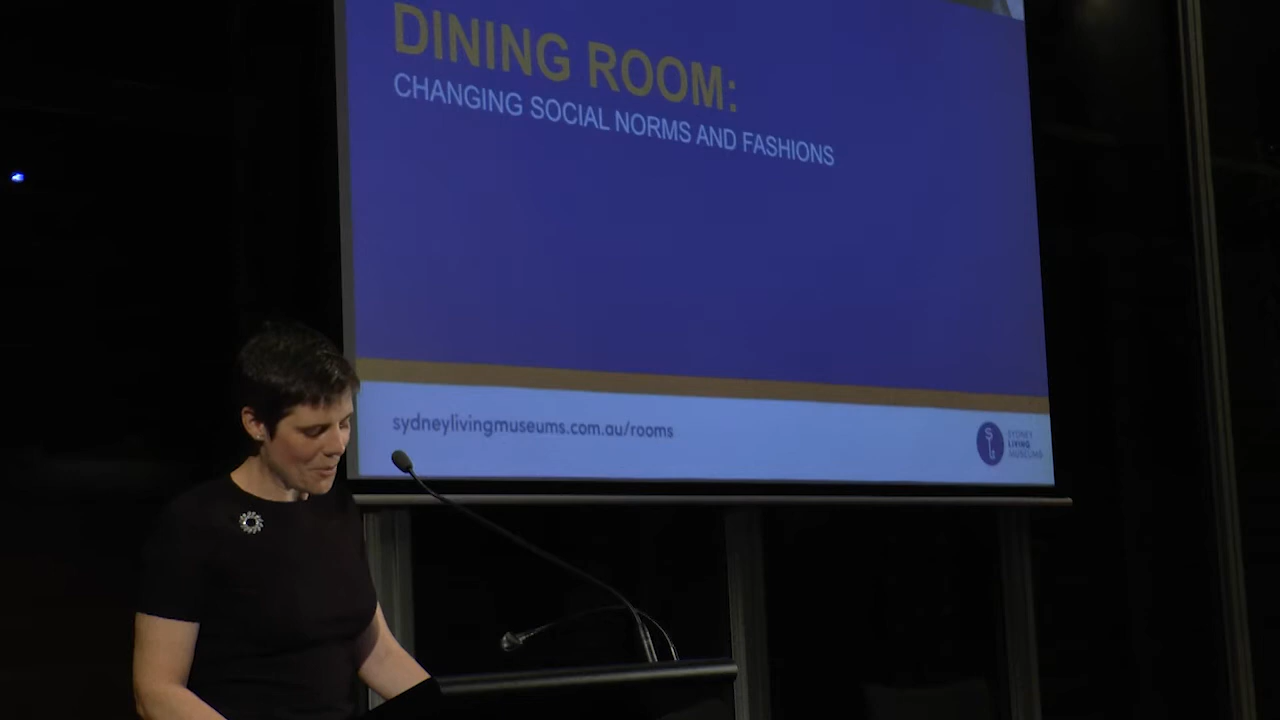 DINING ROOM:
CHANGING SOCIAL NORMS AND FASHIONS
sydneylivingmuseums.com.au/rooms
SYDNEY
LIVING
MUSEUMS